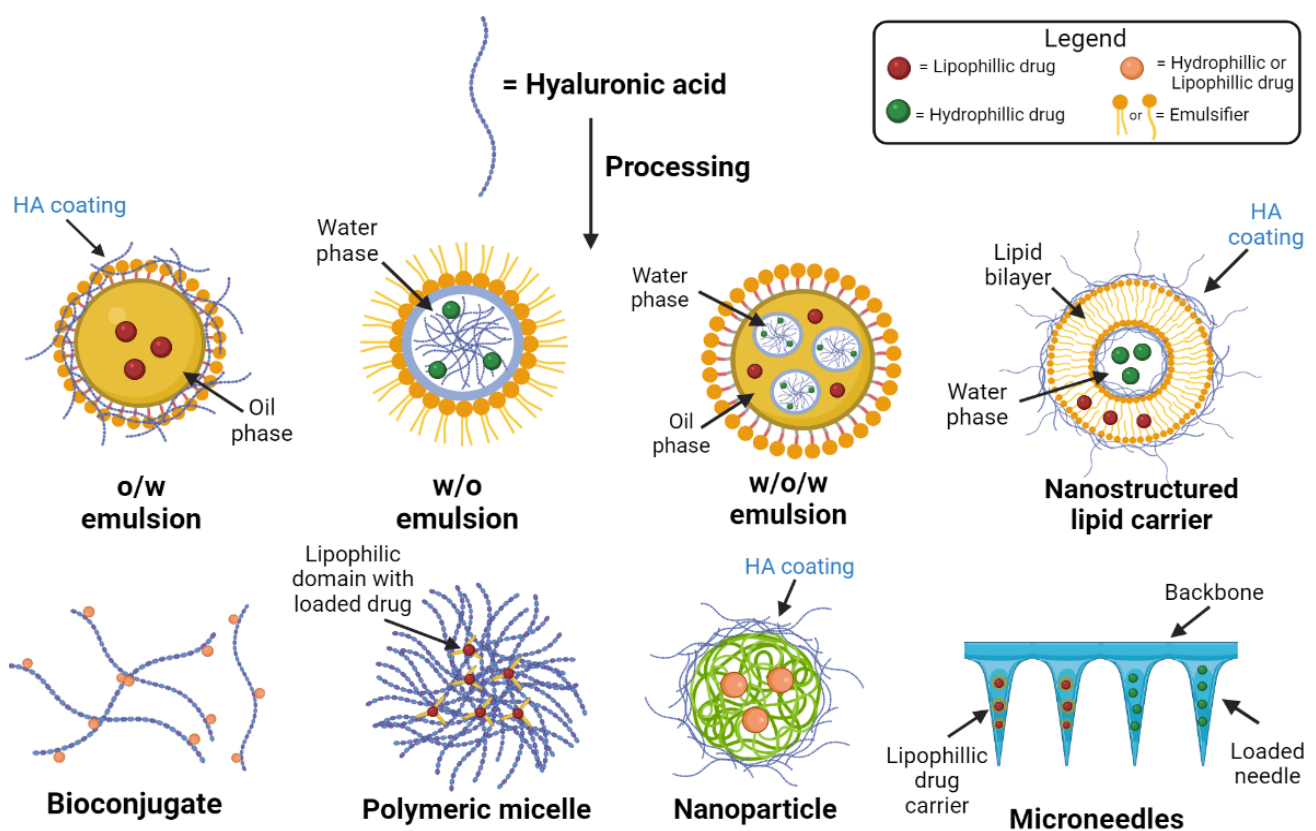 Legend
= Lipophillic drug
= Hydrophillic or
Lipophillic drug
= Hydrophillic drug
or
= Emulsifier
= Hyaluronic acid
Processing
HA coating
Oil
phase
o/w
emulsion
Water
phase
w/o
emulsion
Water
phase
Oil
phase
w/o/w
emulsion
HA
coating
Lipid
bilayer
Water
phase
Nanostructured
lipid carrier
Bioconjugate
Lipophilic
domain with
loaded drug
Polymeric micelle
HA coating
Nanoparticle
Backbone
Lipophillic
drug
carrier
Loaded
needle
Microneedles